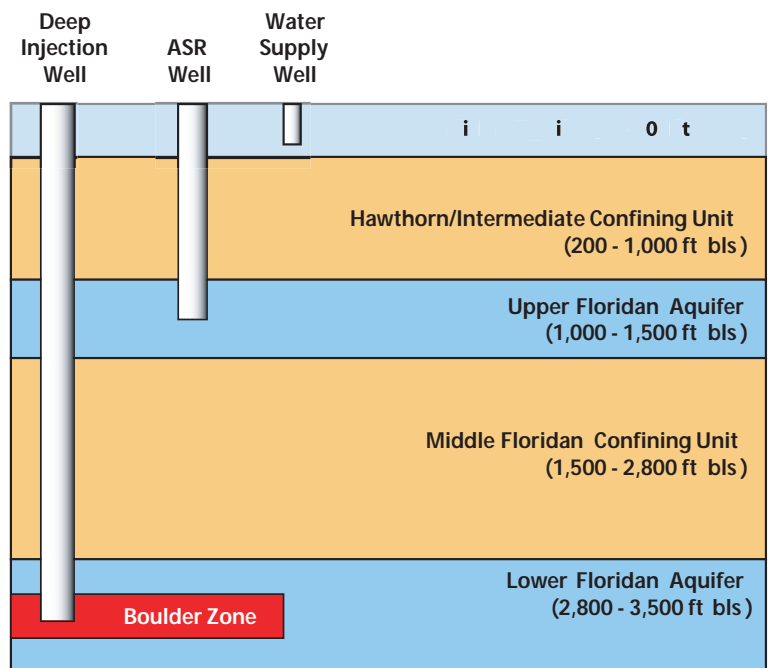 Deep
Injection
Well
ASR
Well
Water
Supply
Well
Hawthorn/Intermediate Confining Unit
(200 - 1,000 ft bls)
Upper Floridan Aquifer
(1,000 - 1,500 ft bls)
Middle Floridan Confining Unit
(1,500 - 2,800 ft bls)
Lower Floridan Aquifer
(2,800 - 3,500 ft bls)
Boulder Zone